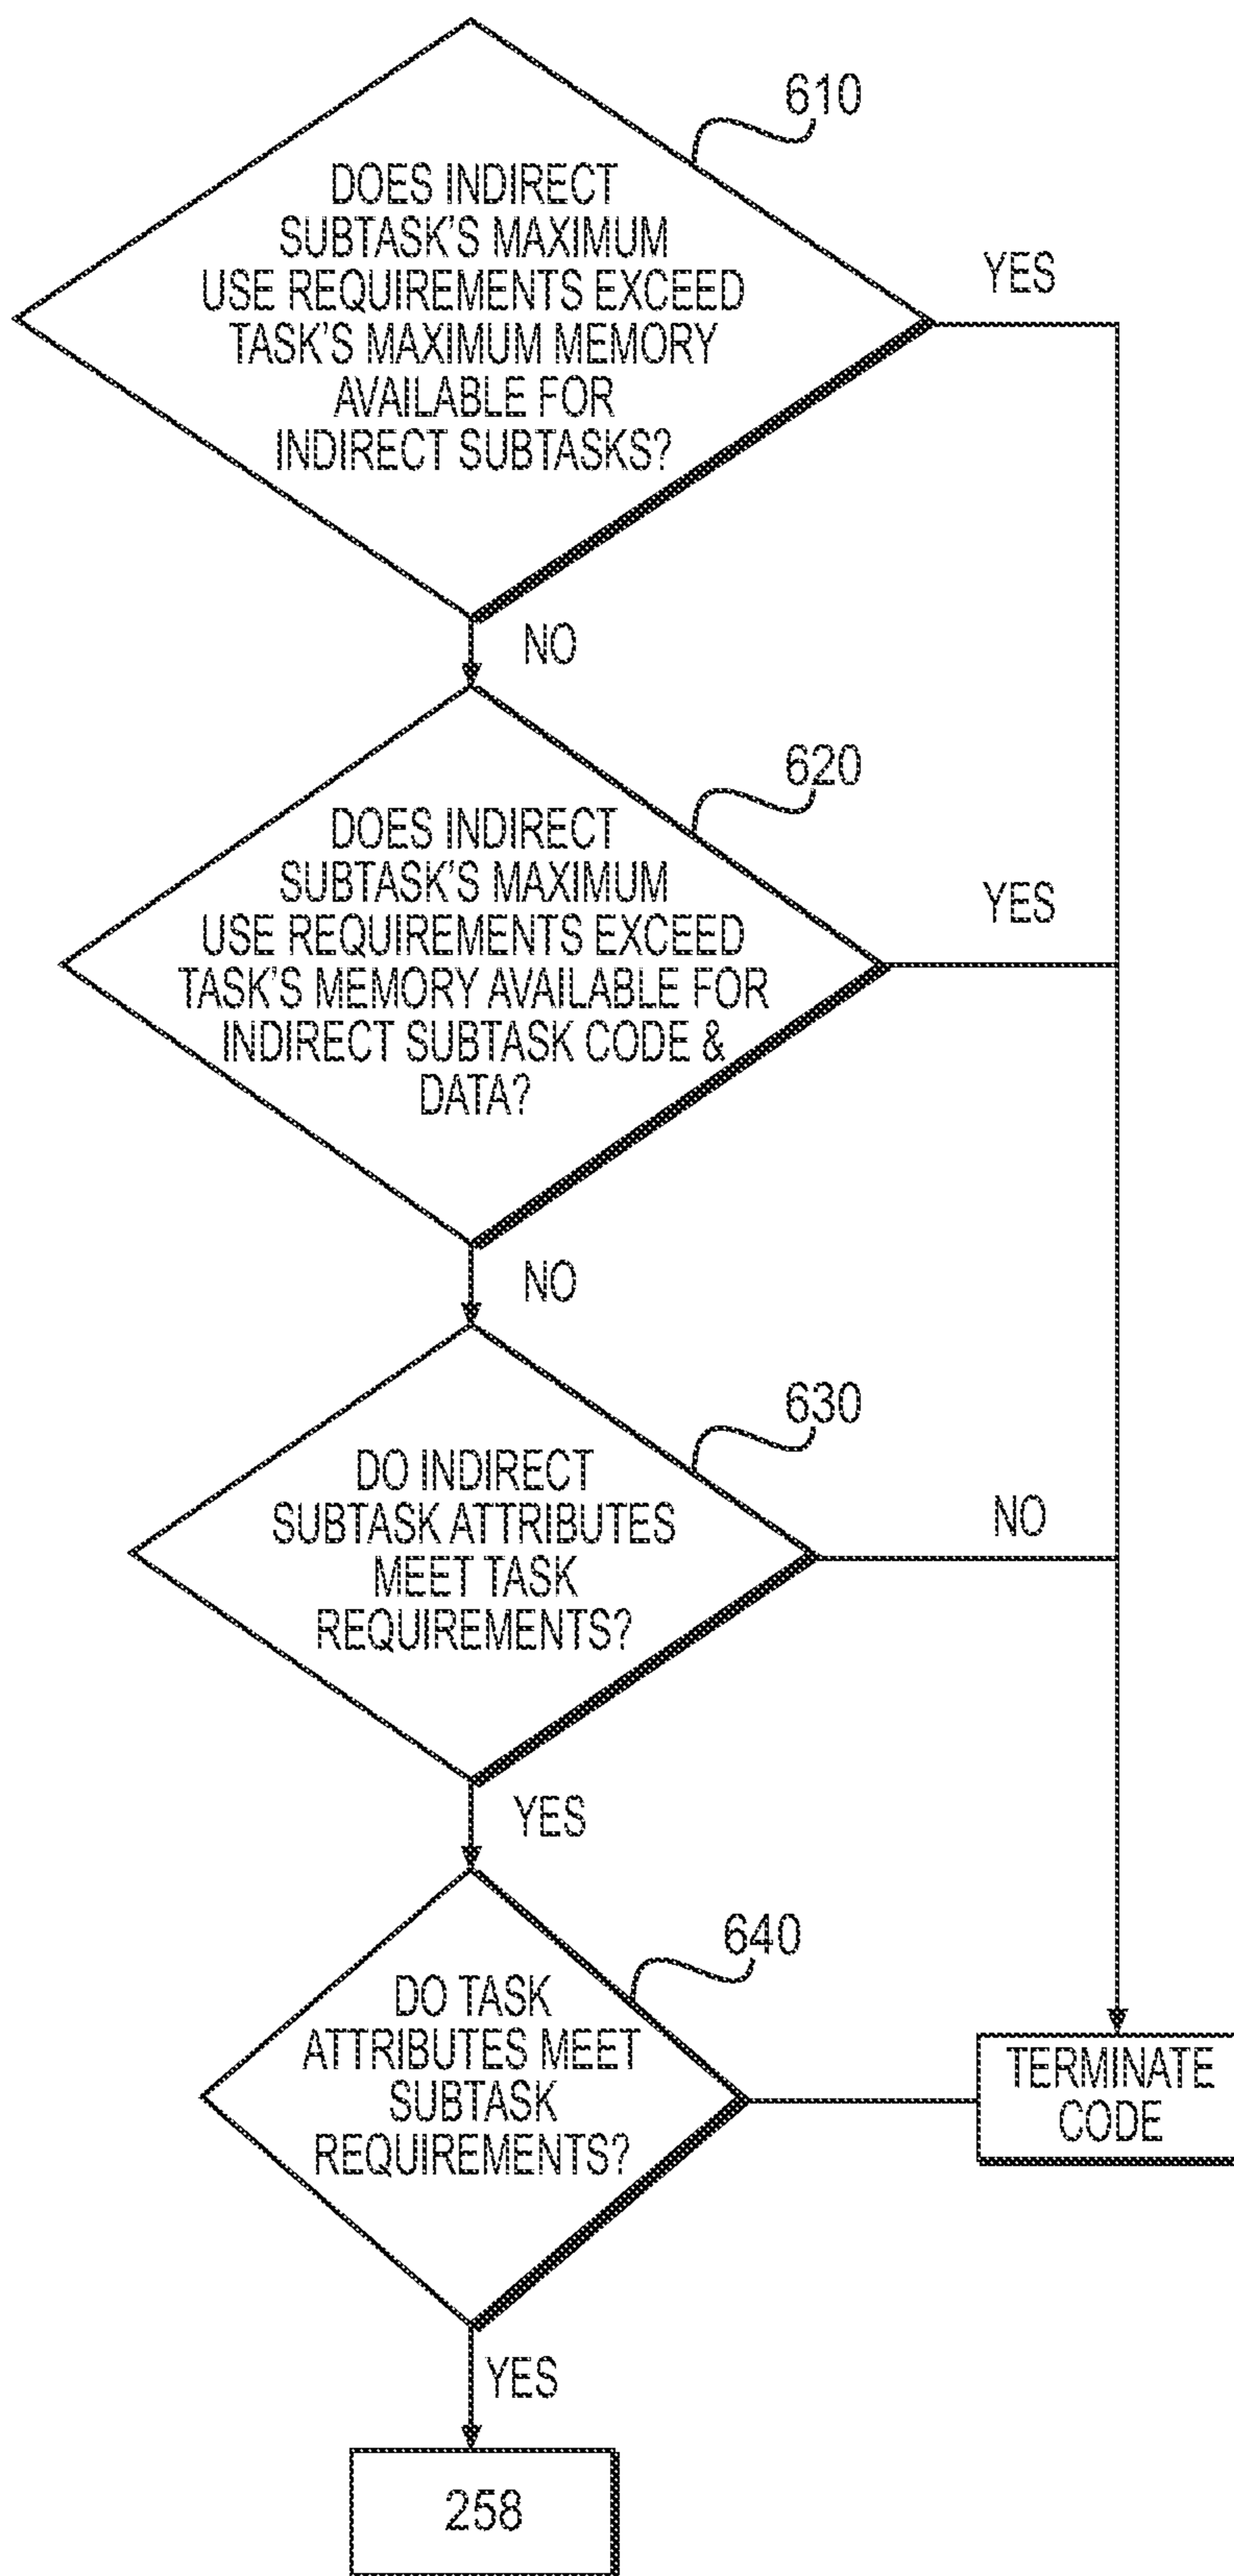 610
DOES INDIRECT
SUBTASK'S MAXIMUM
USE REQUIREMENTS EXCEED
TASK'S MAXIMUM MEMORY
AVAILABLE FOR
INDIRECT SUBTASKS?
YES
NO
620
DOES INDIRECT
SUBTASK'S MAXIMUM
USE REQUIREMENTS EXCEED
TASK'S MEMORY AVAILABLE FOR
INDIRECT SUBTASK CODE &
DATA?
YES
NO
630
DO INDIRECT
SUBTASK ATTRIBUTES
MEET TASK
REQUIREMENTS?
NO
YES
640
DO TASK
ATTRIBUTES MEET
SUBTASK
REQUIREMENTS?
TERMINATE
CODE
YES
258